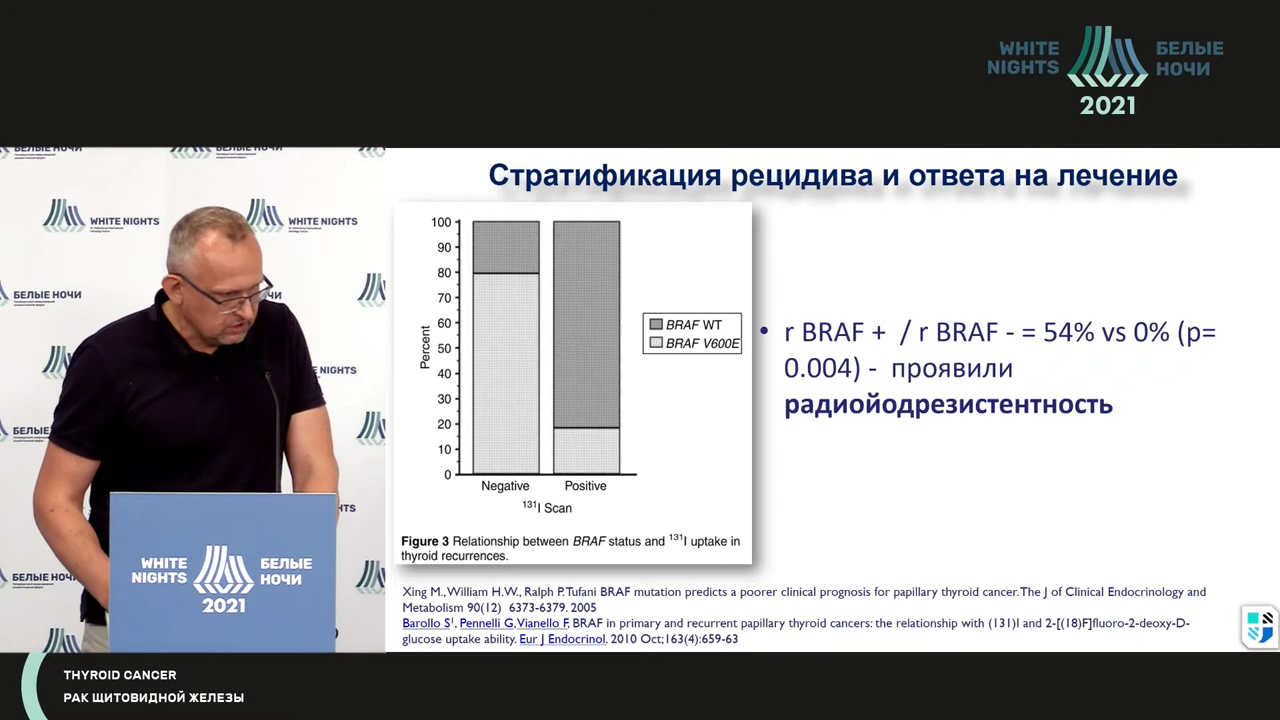 WHITE
NIGHTS
БЕЛЫЕ
НОЧИ
2021
Стратификация рецидива и ответа на лечение
100
90
80
70
60
50
40
30
20
10
0
Percent
Negative
Positive
131I Scan
BRAF WT
BRAF V600E
Figure 3 Relationship between BRAF status and 131I uptake in
thyroid recurrences.
• r BRAF + / r BRAF - = 54% vs 0% (p=
0.004) - проявили
радиойодрезистентность
Xing M.,William H.W., Ralph P.Tufani BRAF mutation predicts a poorer clinical prognosis for papillary thyroid cancer.The J of Clinical Endocrinology and
Metabolism 90(12) 6373-6379. 2005
Barollo S1, Pennelli G,Vianello F, BRAF in primary and recurrent papillary thyroid cancers: the relationship with (131)I and 2-[(18)F]fluoro-2-deoxy-D-
glucose uptake ability. Eur J Endocrinol. 2010 Oct;163(4):659-63
WHITE NIGHTS
WHITE NIGHTS
БЕЛЫЕ НОЧИ
WHITE
NIGHTS
БЕЛЫЕ
НОЧИ
2021
THYROID CANCER
РАК ЩИТОВИДНОЙ ЖЕЛЕЗЫ